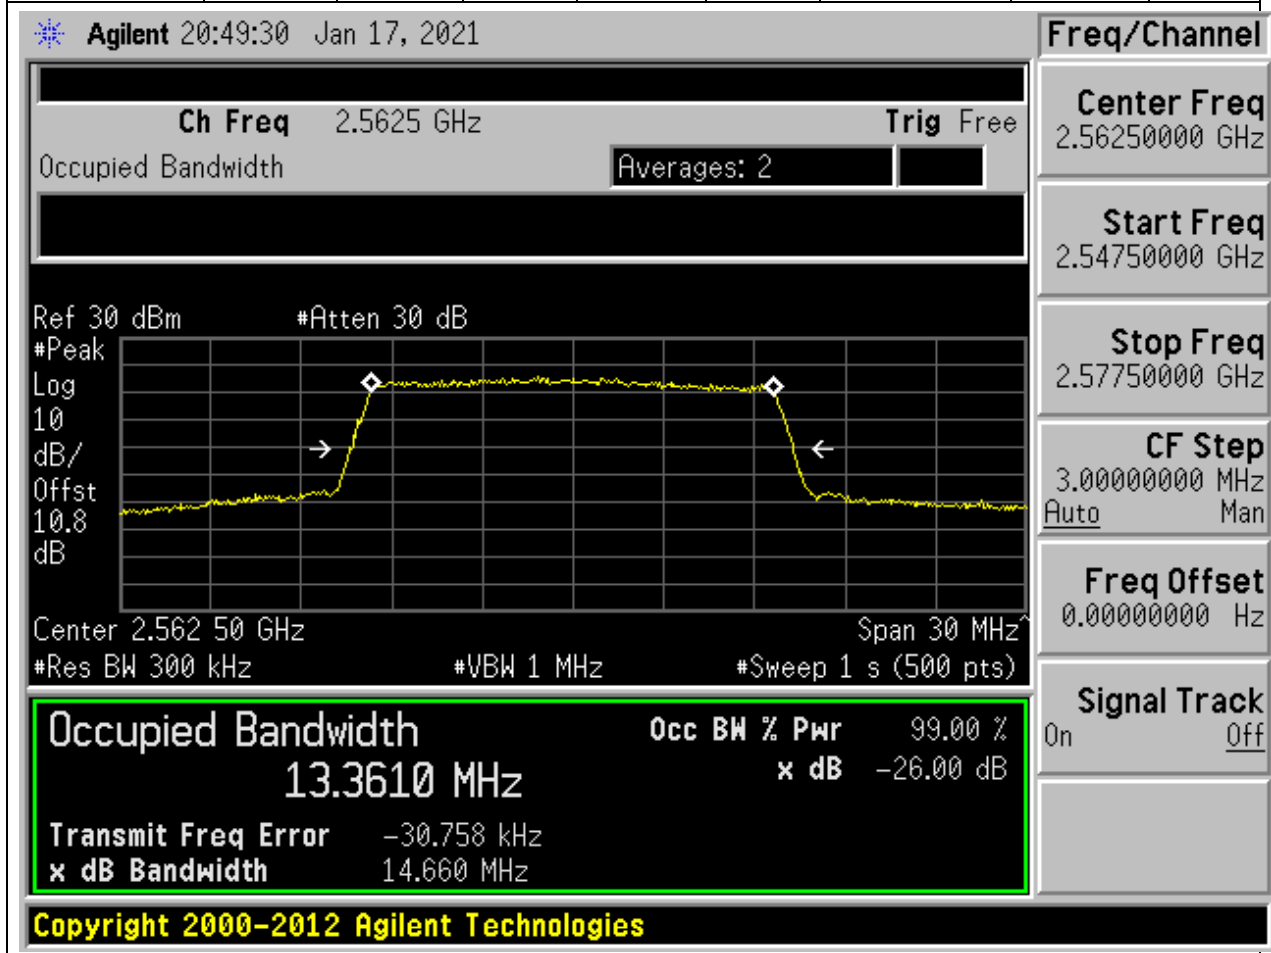 Agilent 20:49:30 Jan 17, 2021
Freq/Channel
Ch Freq 2.5625 GHz Trig Free
Occupied Bandwidth Averages: 2
Center Freq
2.56250000 GHz
Start Freq
2.54750000 GHz
Stop Freq
2.57750000 GHz
CF Step
3.00000000 MHz
Auto Man
Freq Offset
0.00000000 Hz
Signal Track
On Off
Ref 30 dBm #Atten 30 dB
#Peak
Log
10
dB/
Offst
10.8
dB
Center 2.562 50 GHz Span 30 MHz^
#Res BW 300 kHz #VBW 1 MHz #Sweep 1 s (500 pts)
Occupied Bandwidth
13.3610 MHz
Occ BW % Pwr 99.00 %
x dB -26.00 dB
Transmit Freq Error -30.758 kHz
x dB Bandwidth 14.660 MHz
Copyright 2000-2012 Agilent Technologies